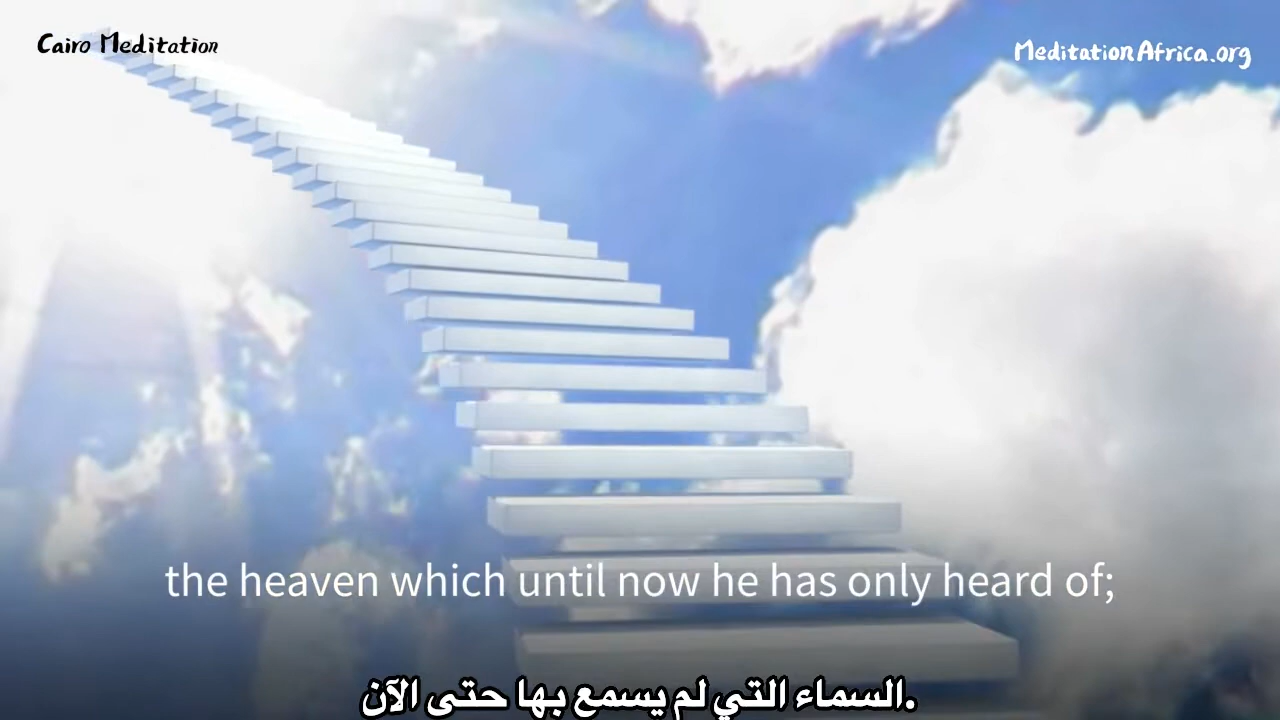 Cairo Meditation
MeditationAfrica.org
the heaven which until now he has only heard of;
السماء التي لم يسمع بها حتى الآن.